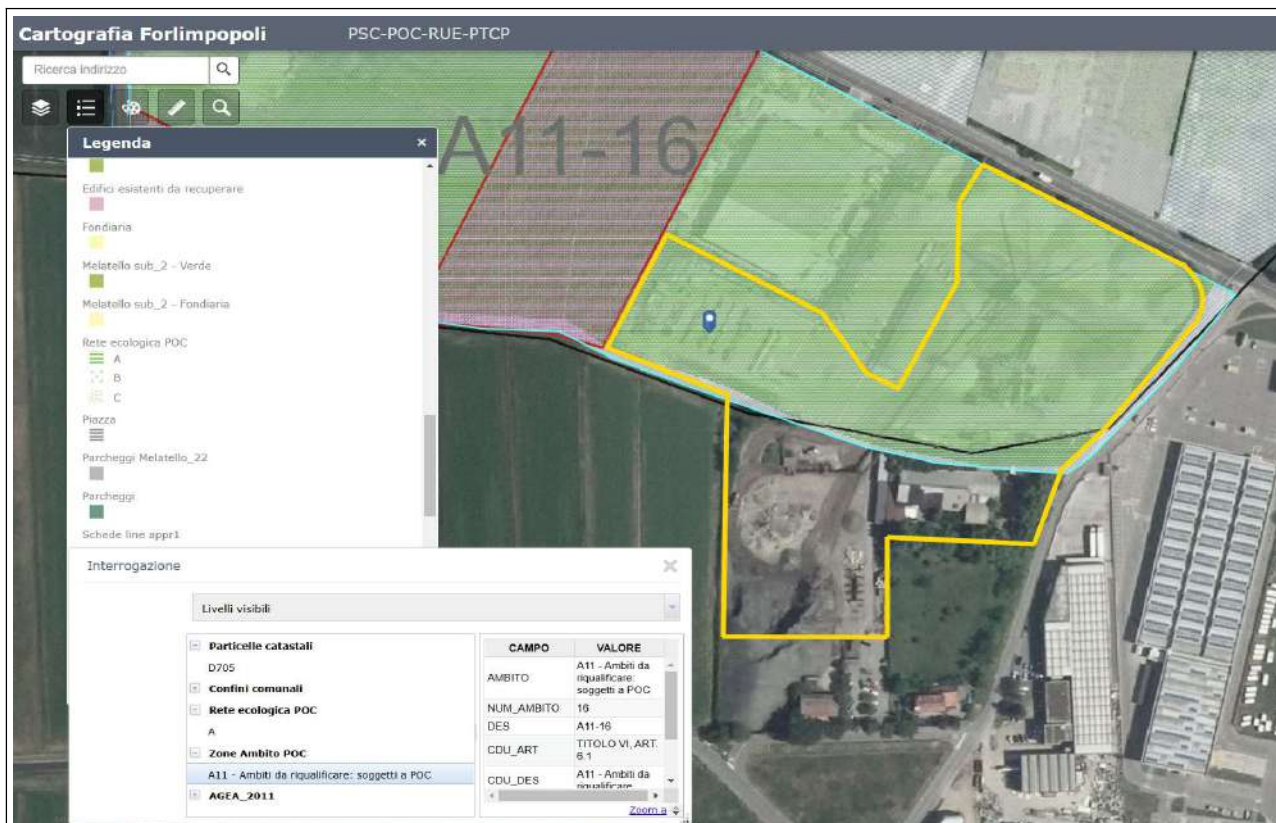 Cartografia Forlimpopoli PSC-POC-RUE-PTCP
Ricerca indirizzo
A11-16
Legenda ×
Edifici esistenti da recuperare
Fondiaria
Melatello sub_2 - Verde
Melatello sub_2 - Fondiaria
Rete ecologica POC
A
B
C
Piazza
Parcheggi Melatello_22
Parcheggi
Schede line appr1
Interrogazione
Livelli visibili
Particelle catastali
D705
Confini comunali
Rete ecologica POC
A
Zone Ambito POC
A11 - Ambiti da riqualificare: soggetti a POC
AGEA_2011
CAMPO VALORE
AMBITO A11 - Ambiti da
riqualificare:
soggetti a POC
NUM_AMBITO 16
DES A11-16
CDU_ART TITOLO VI, ART.
6.1
CDU_DES A11 - Ambiti da
riqualificare
Zoom a